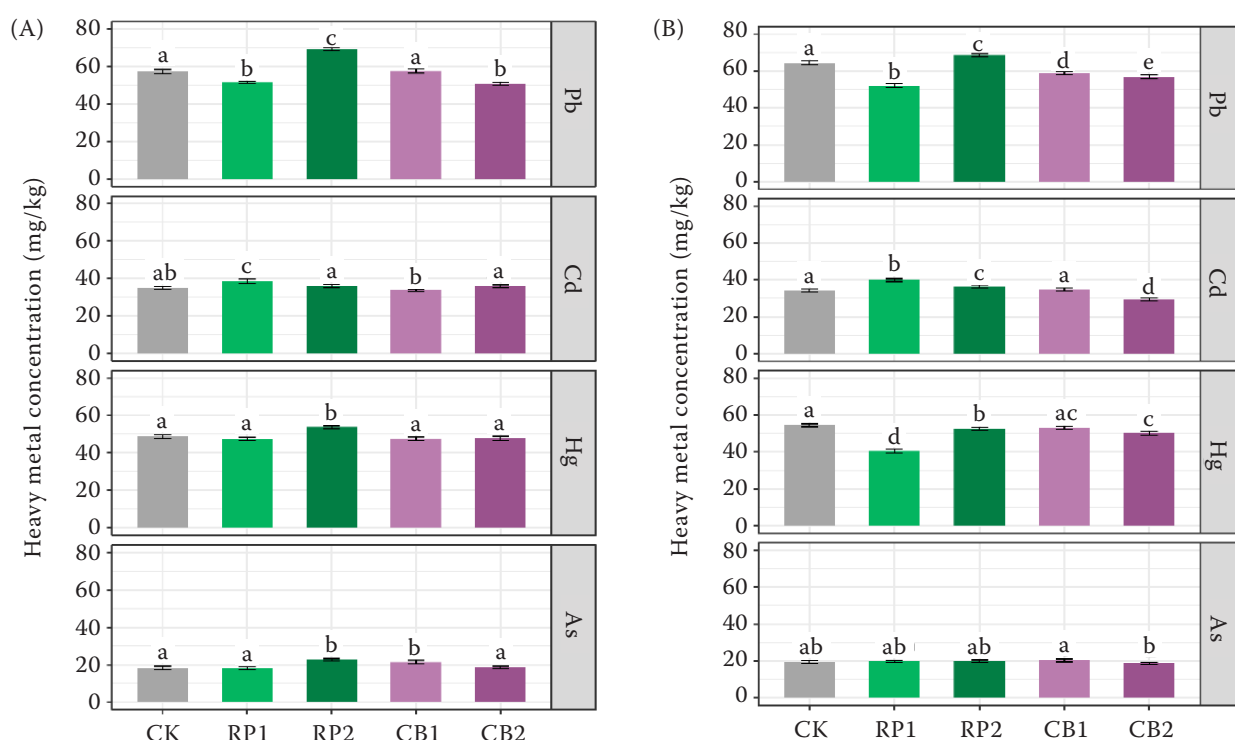 (A)
Heavy metal concentration (mg/kg)
80
60
40
20
0
a b c a b
Pb
80
60
40
20
0
ab c a b a
Cd
80
60
40
20
0
a a b a a
Hg
80
60
40
20
0
a a b b a
As
CK RP1 RP2 CB1 CB2
(B)
Heavy metal concentration (mg/kg)
80
60
40
20
0
a b c d e
Pb
80
60
40
20
0
a b c a d
Cd
80
60
40
20
0
a d b ac c
Hg
80
60
40
20
0
ab ab ab a b
As
CK RP1 RP2 CB1 CB2